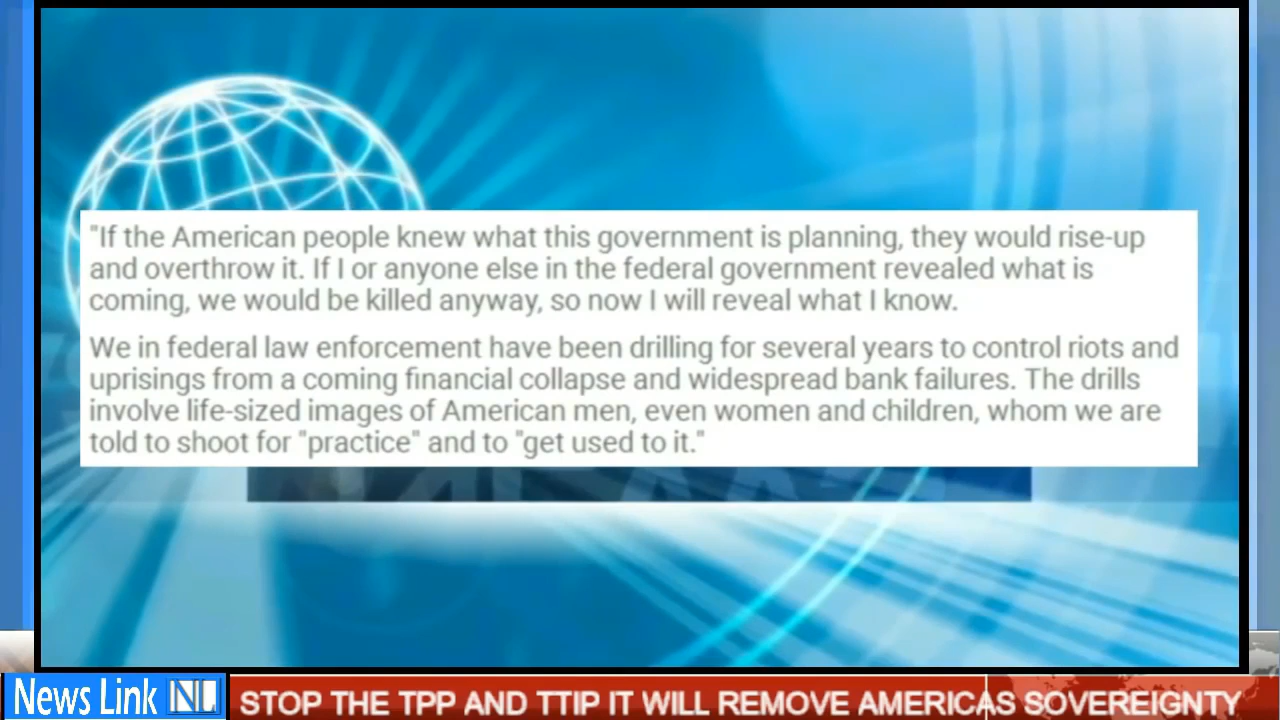 "If the American people knew what this government is planning, they would rise-up
and overthrow it. If I or anyone else in the federal government revealed what is
coming, we would be killed anyway, so now I will reveal what I know.
We in federal law enforcement have been drilling for several years to control riots and
uprisings from a coming financial collapse and widespread bank failures. The drills
involve life-sized images of American men, even women and children, whom we are
told to shoot for "practice" and to "get used to it."
News Link NL
STOP THE TPP AND TTIP IT WILL REMOVE AMERICAS SOVEREIGNTY